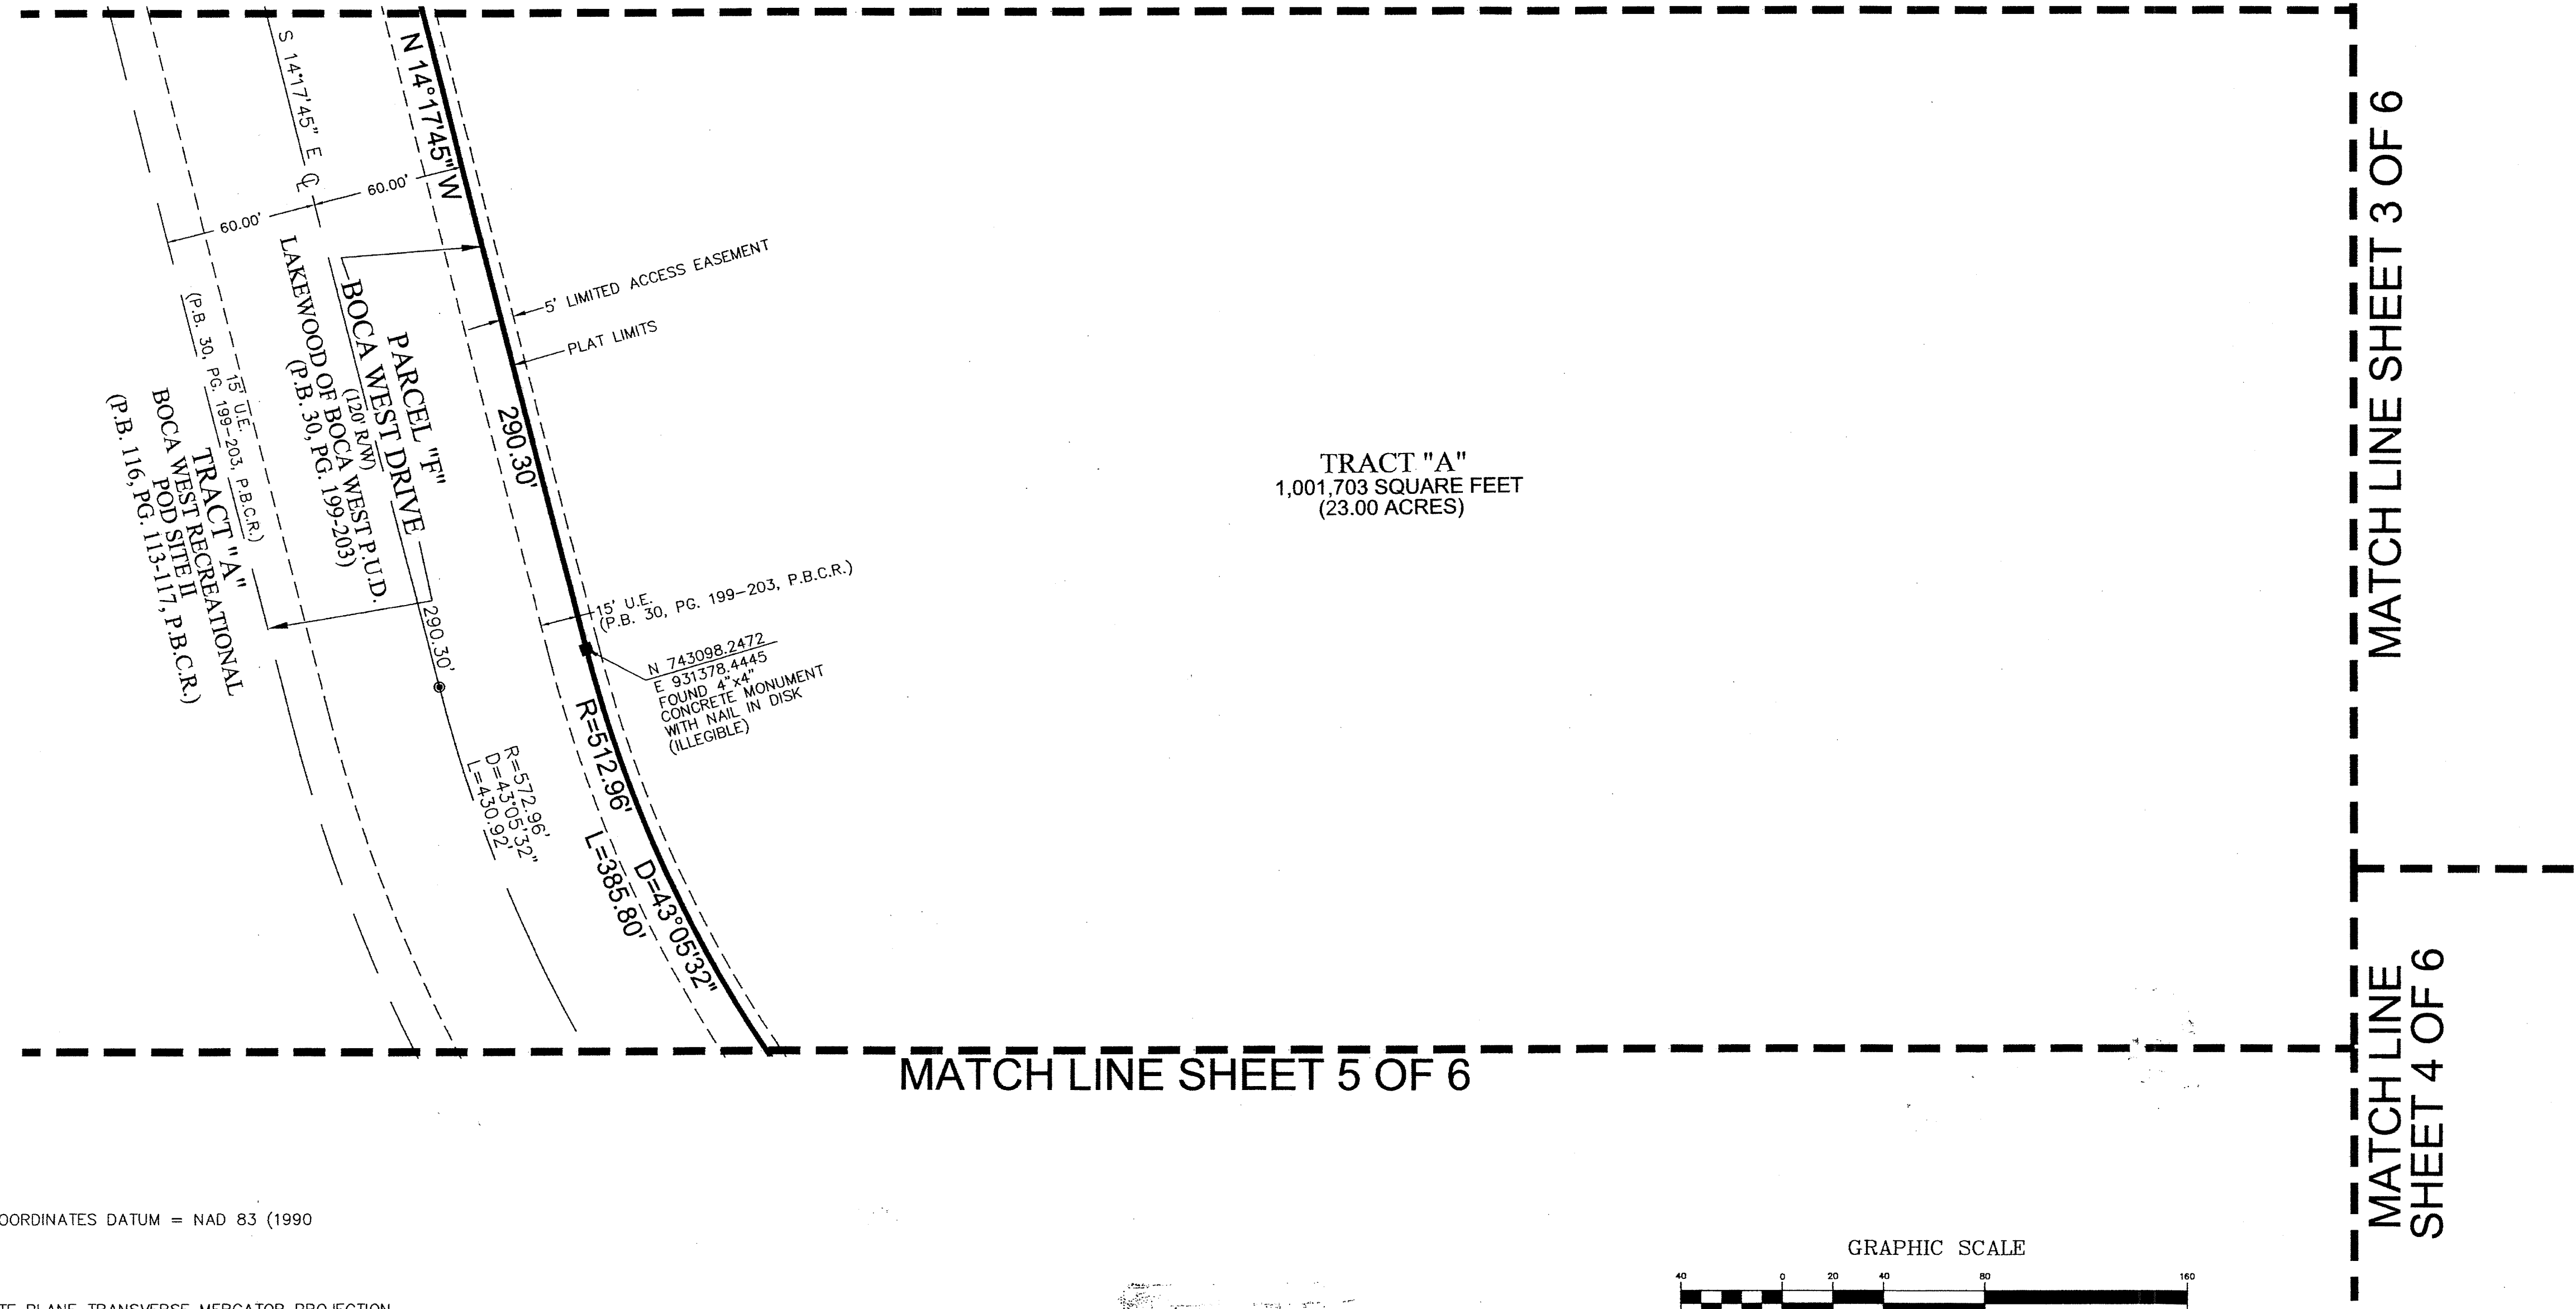 N 14°17'45"W
S 14°17'45" E
60.00'
60.00'
5' LIMITED ACCESS EASEMENT
PLAT LIMITS
290.30'
PARCEL "F"
BOCA WEST DRIVE
(120' R/W)
LAKEWOOD OF BOCA WEST P.U.D.
(P.B. 30, PG. 199-203)
15' U.E.
(P.B. 30, PG. 199-203, P.B.C.R.)
TRACT "A"
BOCA WEST RECREATIONAL
POD SITE II
(P.B. 116, PG. 113-117, P.B.C.R.)
290.30'
15' U.E.
(P.B. 30, PG. 199-203, P.B.C.R.)
N 743098.2472
E 931378.4445
FOUND 4"x4"
CONCRETE MONUMENT
WITH NAIL IN DISK
(ILLEGIBLE)
R=512.96'
L=385.80'
D=43°05'32"
R=572.96'
D=43°05'32"
L=430.92'
TRACT "A"
1,001,703 SQUARE FEET
(23.00 ACRES)
MATCH LINE SHEET 3 OF 6
MATCH LINE
SHEET 4 OF 6
MATCH LINE SHEET 5 OF 6
OORDINATES DATUM = NAD 83 (1990
GRAPHIC SCALE
40 0 20 40 80 160
TE PLANE TRANSVERSE MERCATOR PROJECTION